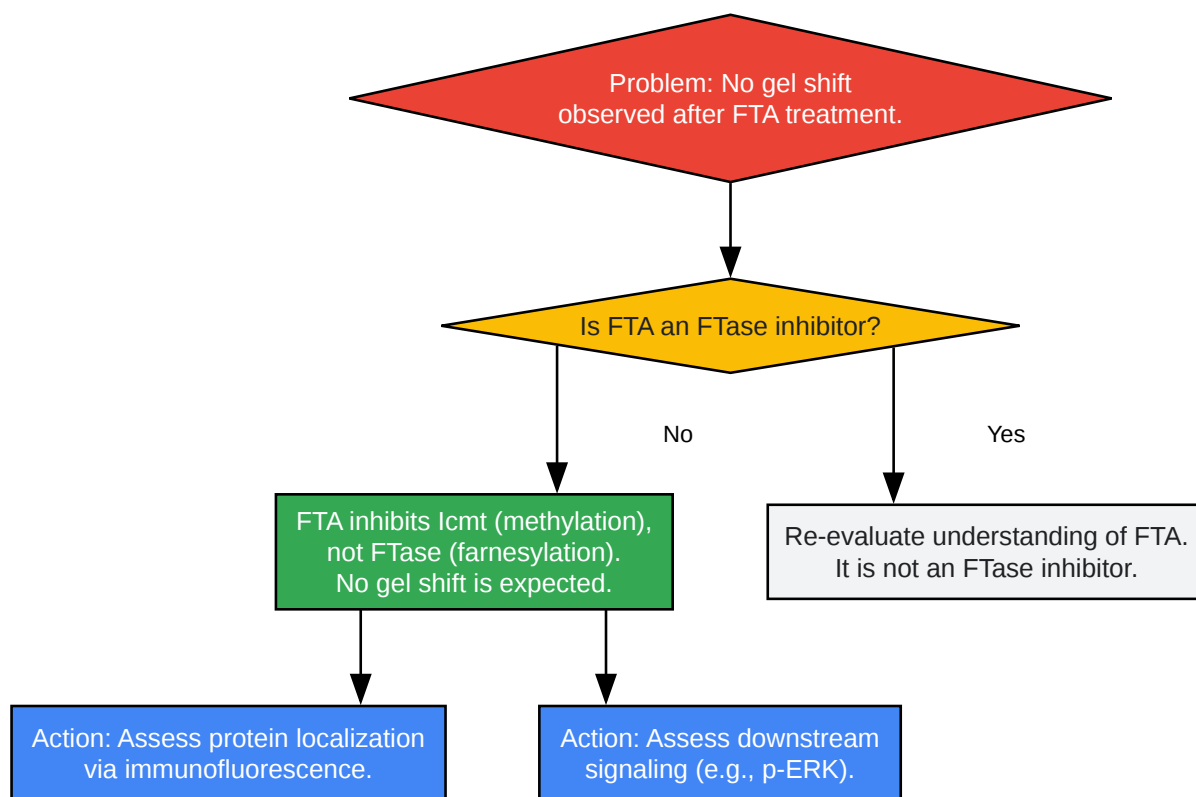 Problem: No gel shift
observed after FTA treatment.
Is FTA an FTase inhibitor?
No
Yes
FTA inhibits Icmt (methylation),
not FTase (farnesylation).
No gel shift is expected.
Re-evaluate understanding of FTA.
It is not an FTase inhibitor.
Action: Assess protein localization
via immunofluorescence.
Action: Assess downstream
signaling (e.g., p-ERK).